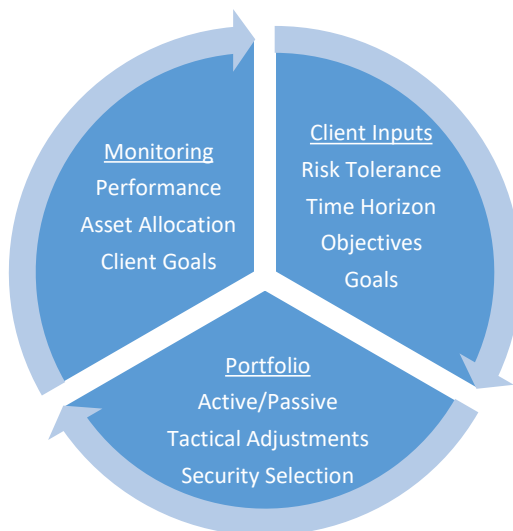 Monitoring
Performance
Asset Allocation
Client Goals
Client Inputs
Risk Tolerance
Time Horizon
Objectives
Goals
Portfolio
Active/Passive
Tactical Adjustments
Security Selection